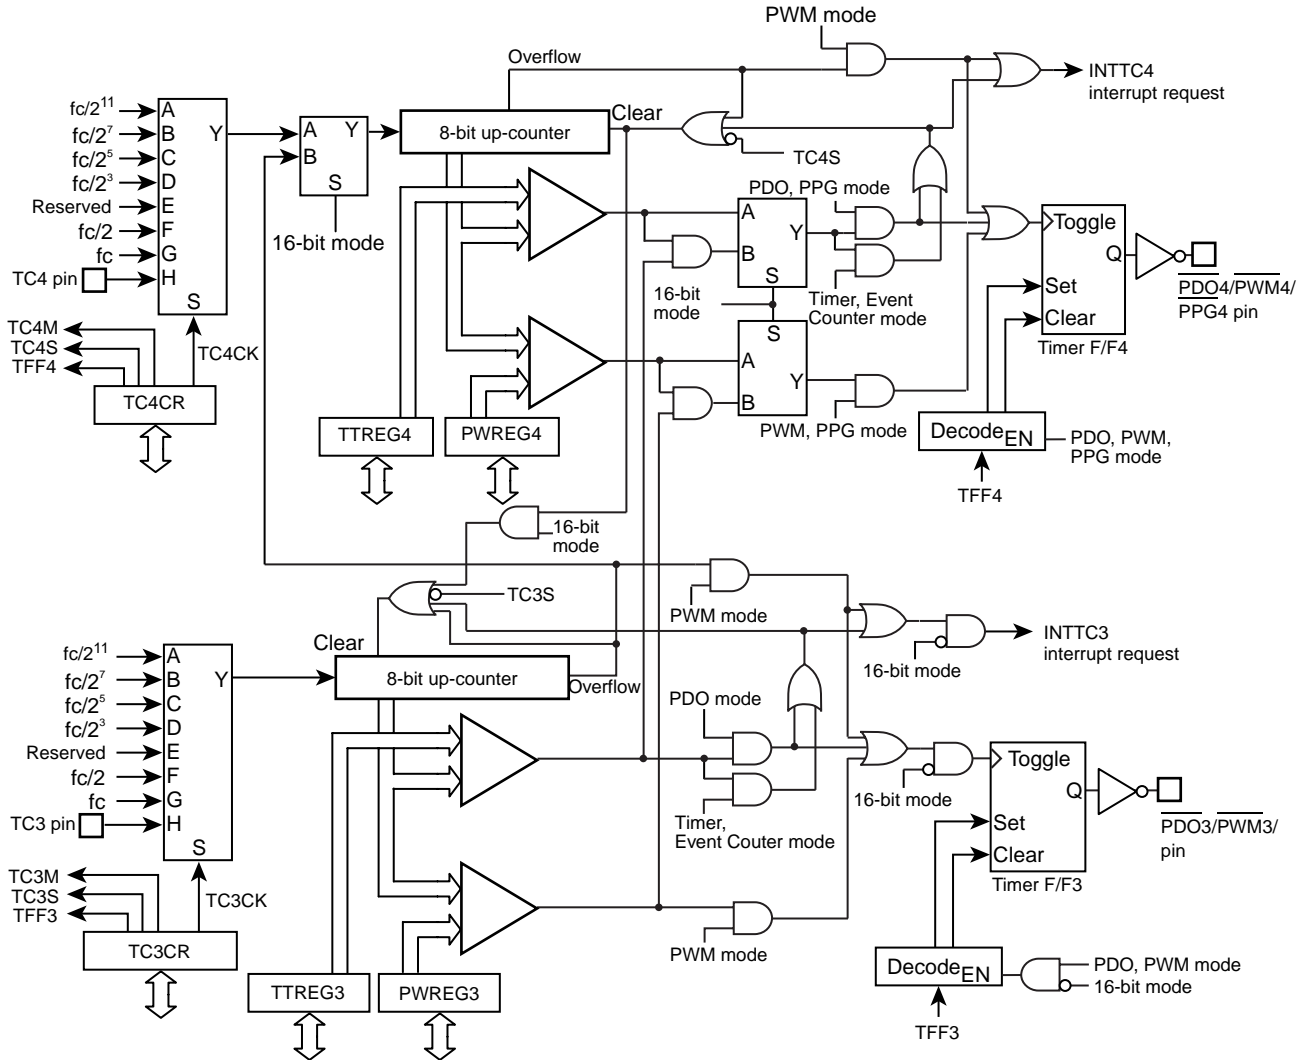 PWM mode
Overflow
INTTC4
interrupt request
fc/2¹¹
fc/2⁷
fc/2⁵
fc/2³
Reserved
fc/2
fc
TC4 pin
A
B
C
D
E
F
G
H
Y
S
A
B
Y
S
16-bit mode
8-bit up-counter
Clear
TC4S
PDO, PPG mode
A
B
Y
S
16-bit
mode
Timer, Event
Counter mode
Toggle
Q
Set
Clear
Timer F/F4
PDO4/PWM4/
PPG4 pin
TC4M
TC4S
TFF4
TC4CK
TC4CR
S
A
B
Y
PWM, PPG mode
TTREG4
PWREG4
Decode EN
PDO, PWM,
PPG mode
TFF4
16-bit
mode
TC3S
PWM mode
INTTC3
interrupt request
16-bit mode
Clear
8-bit up-counter
Overflow
fc/2¹¹
fc/2⁷
fc/2⁵
fc/2³
Reserved
fc/2
fc
TC3 pin
A
B
C
D
E
F
G
H
Y
S
PDO mode
Timer,
Event Couter mode
16-bit mode
Toggle
Q
Set
Clear
Timer F/F3
PDO3/PWM3/
pin
TC3M
TC3S
TFF3
TC3CK
TC3CR
PWM mode
TTREG3
PWREG3
Decode EN
PDO, PWM mode
16-bit mode
TFF3